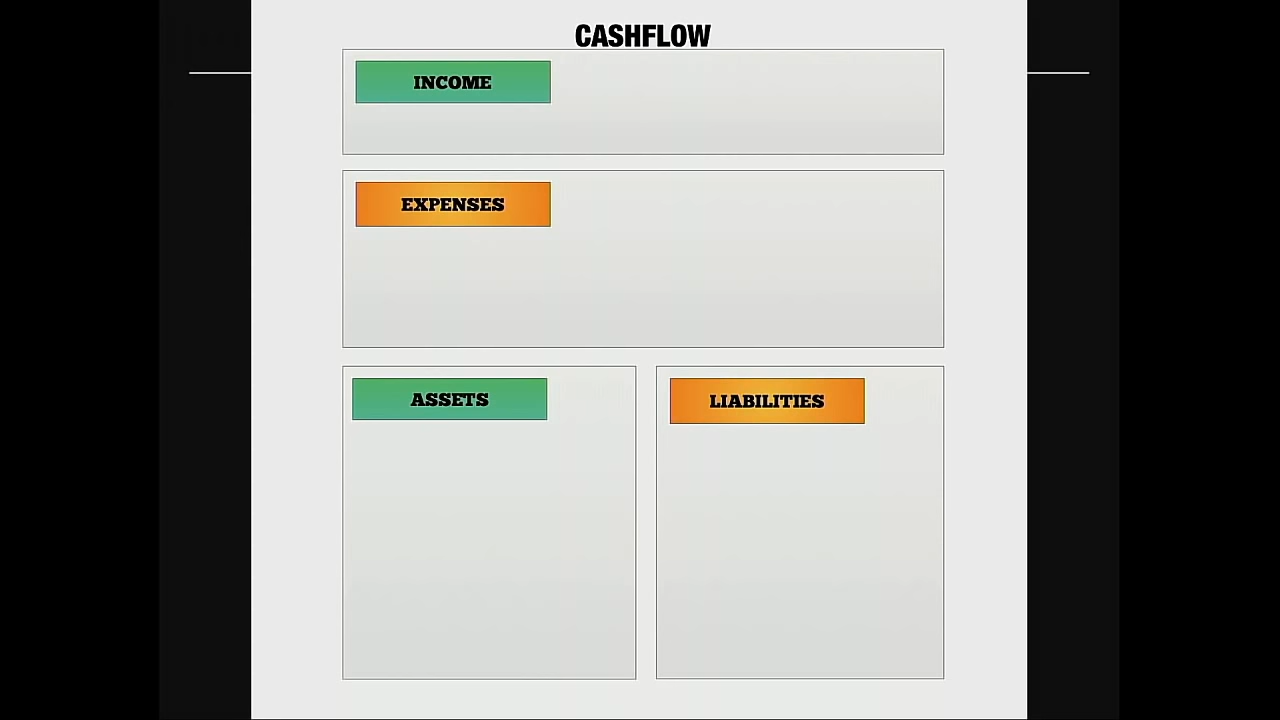 CASHFLOW
INCOME
EXPENSES
ASSETS
LIABILITIES